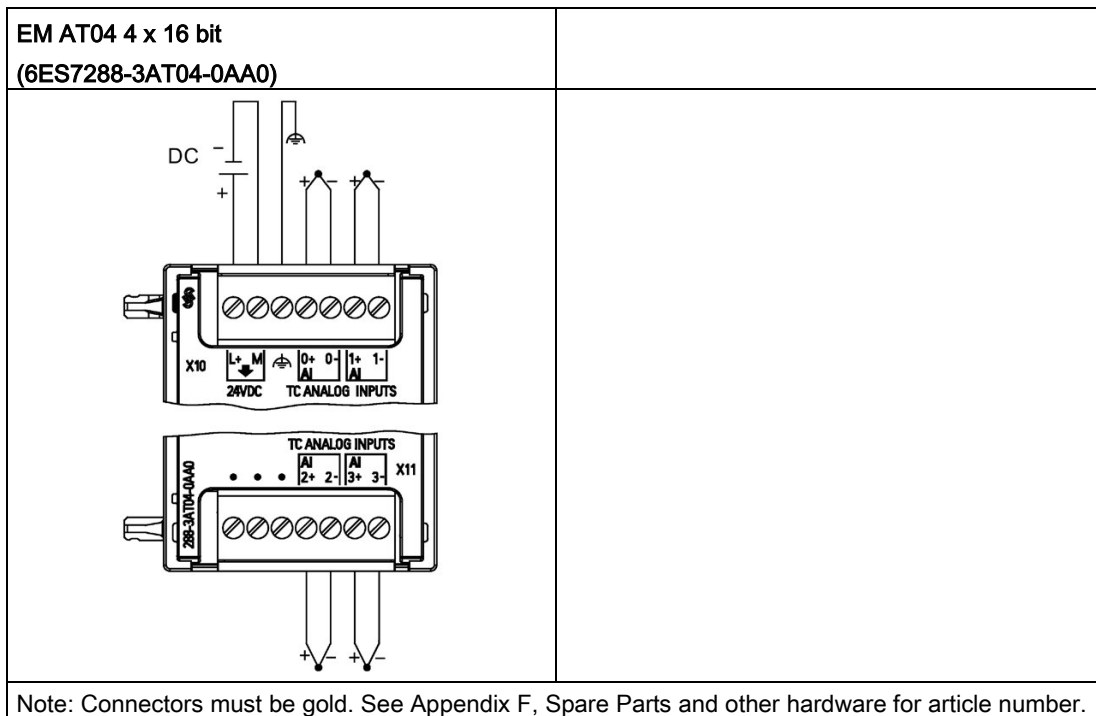 EM AT04 4 x 16 bit
(6ES7288-3AT04-0AA0)
DC - +
+ - + -
X10 L+ M 0+ 0- 1+ 1-
AI AI
24VDC TC ANALOG INPUTS
TC ANALOG INPUTS
AI AI
2+ 2- 3+ 3- X11
288-3AT04-0AA0
+ - + -
Note: Connectors must be gold. See Appendix F, Spare Parts and other hardware for article number.